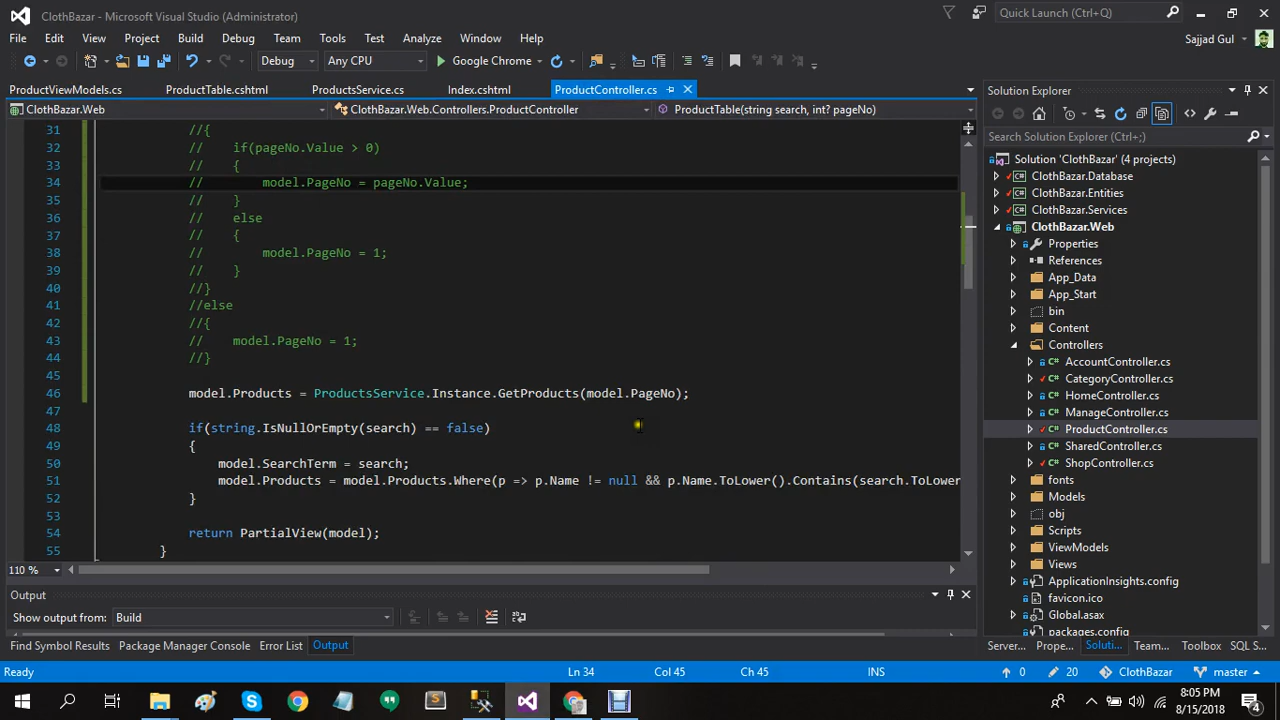 ClothBazar - Microsoft Visual Studio (Administrator)
Quick Launch (Ctrl+Q)
File Edit View Project Build Debug Team Tools Test Analyze Window Help
Sajjad Gul
Debug Any CPU Google Chrome
ProductViewModels.cs ProductTable.cshtml ProductsService.cs Index.cshtml ProductController.cs
ClothBazar.Web ClothBazar.Web.Controllers.ProductController ProductTable(string search, int? pageNo)
31 //{
32 // if(pageNo.Value > 0)
33 // {
34 // model.PageNo = pageNo.Value;
35 // }
36 // else
37 // {
38 // model.PageNo = 1;
39 // }
40 //}
41 //else
42 //{
43 // model.PageNo = 1;
44 //}
45
46 model.Products = ProductsService.Instance.GetProducts(model.PageNo);
47
48 if(string.IsNullOrEmpty(search) == false)
49 {
50 model.SearchTerm = search;
51 model.Products = model.Products.Where(p => p.Name != null && p.Name.ToLower().Contains(search.ToLower
52 }
53
54 return PartialView(model);
55 }
110 %
Output
Show output from: Build
Find Symbol Results Package Manager Console Error List Output
Solution Explorer
Search Solution Explorer (Ctrl+;)
Solution 'ClothBazar' (4 projects)
ClothBazar.Database
ClothBazar.Entities
ClothBazar.Services
ClothBazar.Web
Properties
References
App_Data
App_Start
bin
Content
Controllers
AccountController.cs
CategoryController.cs
HomeController.cs
ManageController.cs
ProductController.cs
SharedController.cs
ShopController.cs
fonts
Models
obj
Scripts
ViewModels
Views
ApplicationInsights.config
favicon.ico
Global.asax
packages.config
Server... Prope... Soluti... Team... Toolbox SQL S...
Ready Ln 34 Col 45 Ch 45 INS 0 20 ClothBazar master
8:05 PM
8/15/2018
4